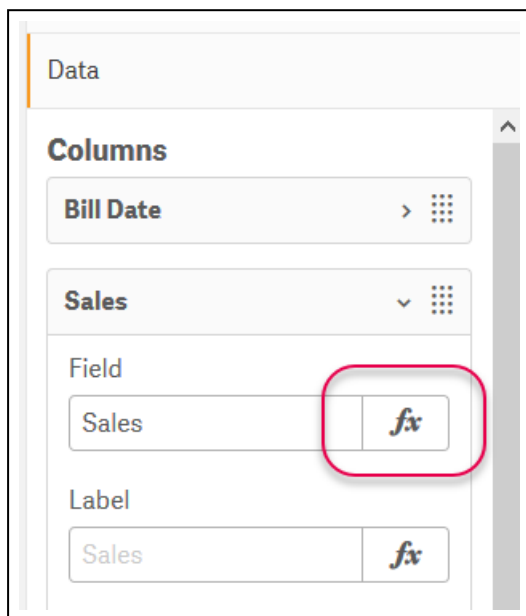 Data
Columns
Bill Date
Sales
Field
Sales fx
Label
Sales fx